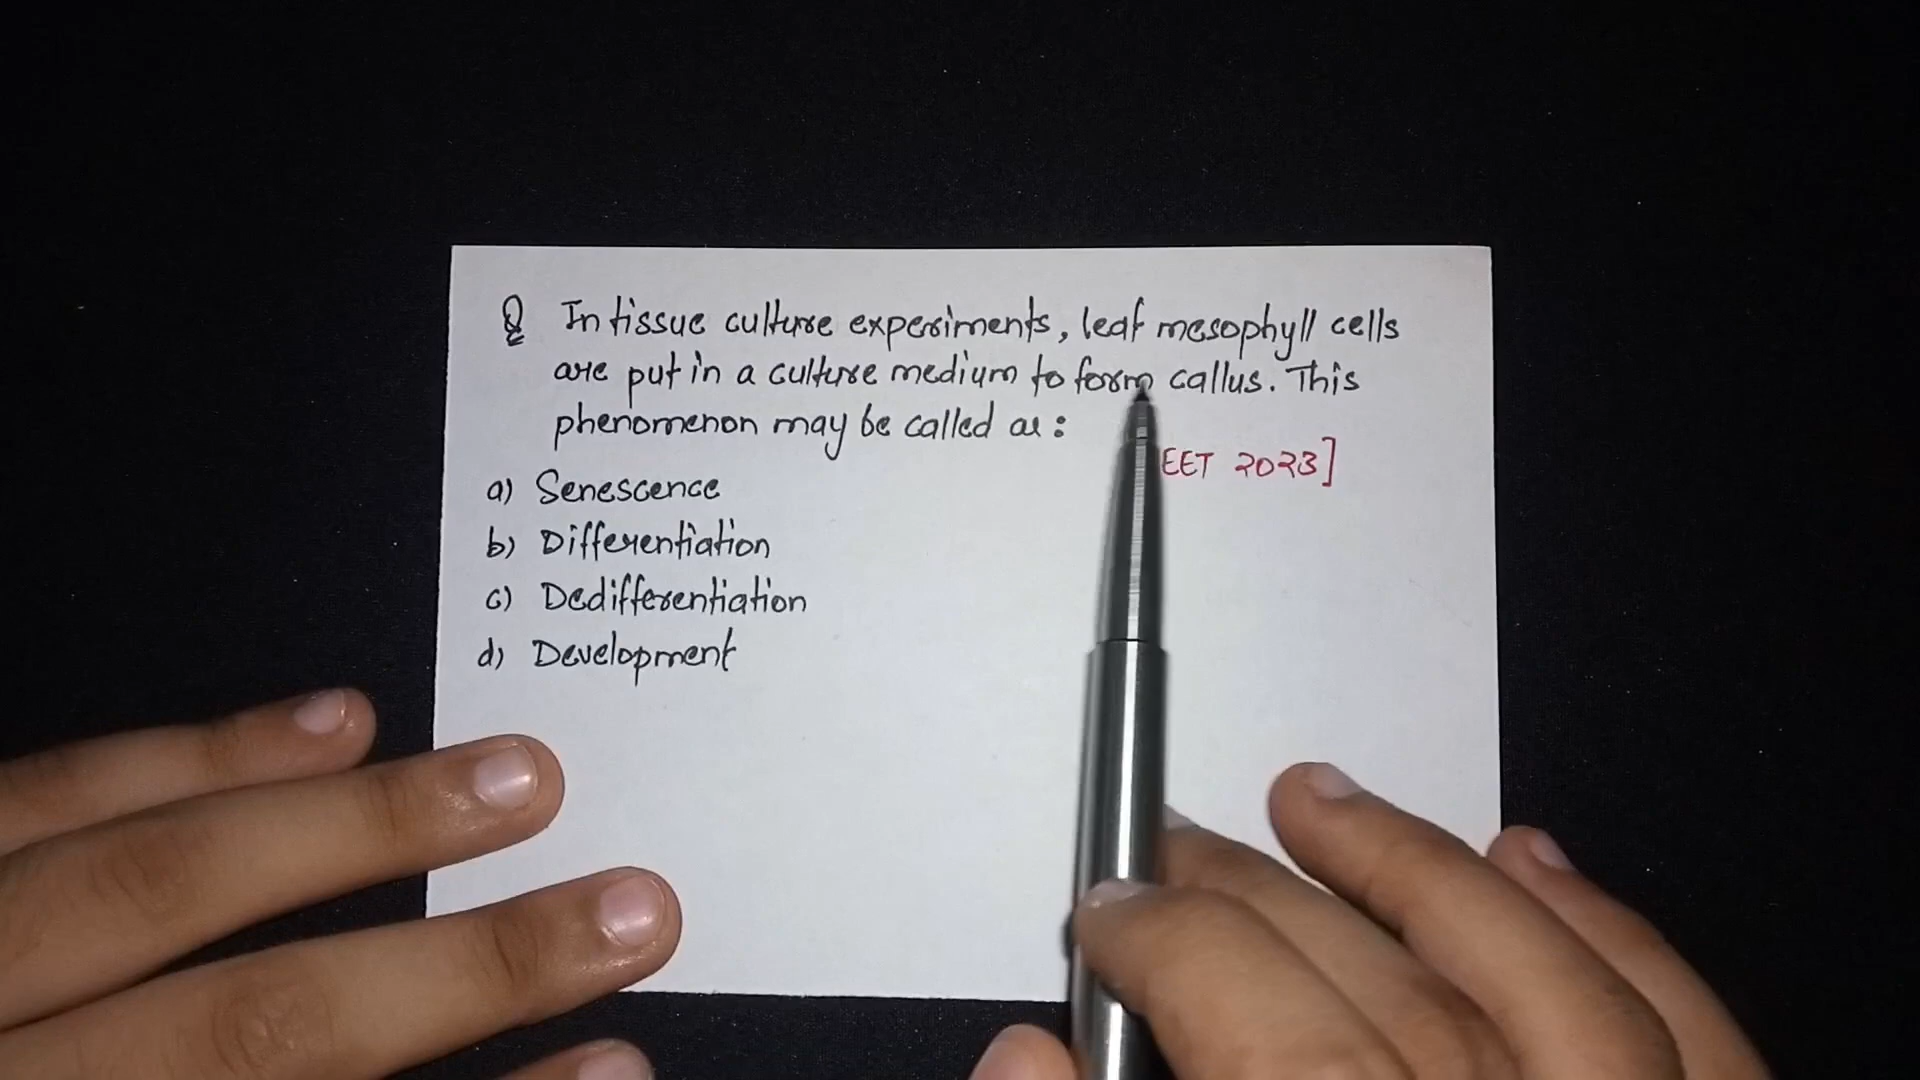 Q In tissue culture experiments, leaf mesophyll cells
are put in a culture medium to form callus. This
phenomenon may be called as:
EET 2023]
a) Senescence
b) Differentiation
c) Dedifferentiation
d) Development